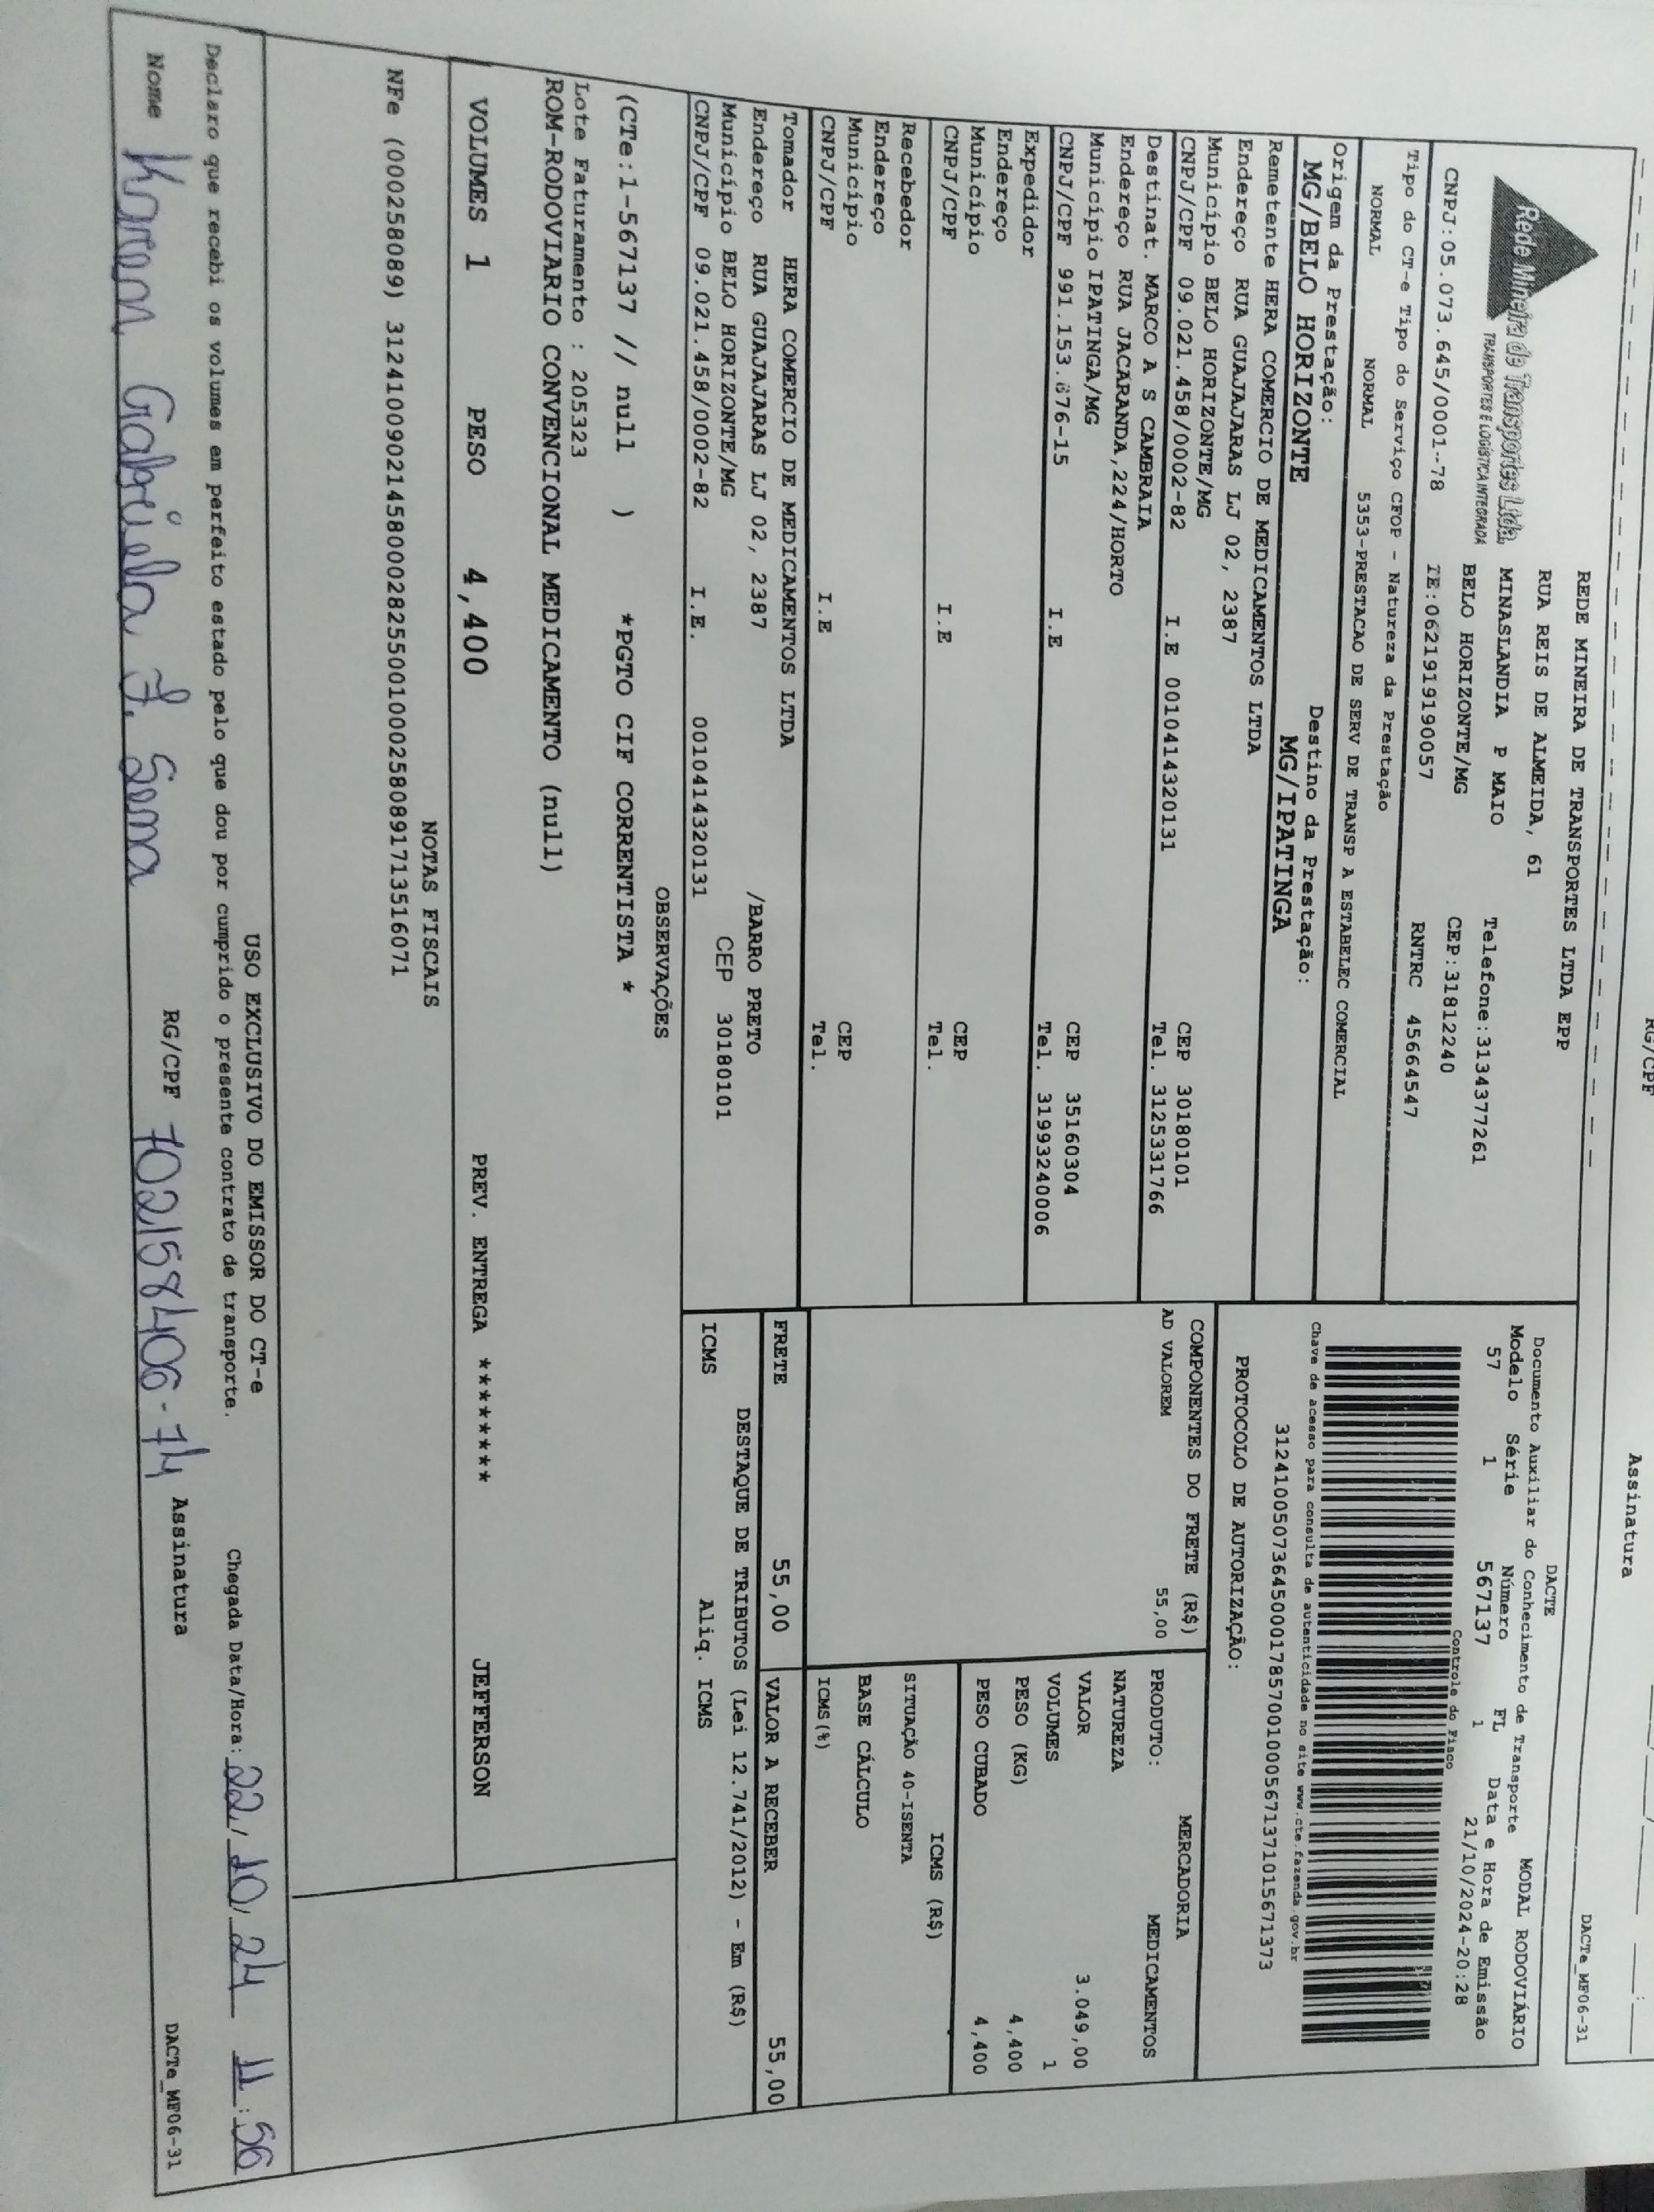 RG/CPF
Assinatura
___/___/___ ___:___
DACTe_MF06-31
Rede Mineira de Transportes Ltda.
TRANSPORTES E LOGÍSTICA INTEGRADA
REDE MINEIRA DE TRANSPORTES LTDA EPP
RUA REIS DE ALMEIDA, 61
MINASLANDIA P MAIO Telefone:3134377261
BELO HORIZONTE/MG CEP:31812240
CNPJ:05.073.645/0001-78 IE:0621919190057 RNTRC 45664547
DACTE
Documento Auxiliar do Conhecimento de Transporte MODAL RODOVIÁRIO
Modelo Série Número FL Data e Hora de Emissão
57 1 567137 1 21/10/2024-20:28
Controle do Fisco
Chave de acesso para consulta de autenticidade no site www.cte.fazenda.gov.br
31241005073645000178570010005671371015671373
PROTOCOLO DE AUTORIZAÇÃO:
Tipo do CT-e Tipo do Serviço CFOP - Natureza da Prestação
NORMAL NORMAL 5353-PRESTACAO DE SERV DE TRANSP A ESTABELEC COMERCIAL
Origem da Prestação: Destino da Prestação:
MG/BELO HORIZONTE MG/IPATINGA
Remetente HERA COMERCIO DE MEDICAMENTOS LTDA
Endereço RUA GUAJAJARAS LJ 02, 2387
Município BELO HORIZONTE/MG CEP 30180101
CNPJ/CPF 09.021.458/0002-82 I.E 0010414320131 Tel. 3125331766
Destinat. MARCO A S CAMBRAIA
Endereço RUA JACARANDA,224/HORTO
Município IPATINGA/MG CEP 35160304
CNPJ/CPF 991.153.676-15 I.E Tel. 31993240006
Expedidor
Endereço
Município CEP
CNPJ/CPF I.E Tel.
Recebedor
Endereço
Município CEP
CNPJ/CPF I.E Tel.
COMPONENTES DO FRETE (R$)
AD VALOREM 55,00
MERCADORIA
PRODUTO: MEDICAMENTOS
NATUREZA
VALOR 3.049,00
VOLUMES 1
PESO (KG) 4,400
PESO CUBADO 4,400
ICMS (R$)
SITUAÇÃO 40-ISENTA
BASE CÁLCULO
ICMS(%)
Tomador HERA COMERCIO DE MEDICAMENTOS LTDA
Endereço RUA GUAJAJARAS LJ 02, 2387 /BARRO PRETO
Município BELO HORIZONTE/MG CEP 30180101
CNPJ/CPF 09.021.458/0002-82 I.E. 0010414320131
FRETE 55,00 VALOR A RECEBER 55,00
DESTAQUE DE TRIBUTOS (Lei 12.741/2012) - Em (R$)
ICMS Aliq. ICMS
OBSERVAÇÕES
(CTe:1-567137 // null ) *PGTO CIF CORRENTISTA *
Lote Faturamento : 205323
ROM-RODOVIARIO CONVENCIONAL MEDICAMENTO (null)
VOLUMES 1 PESO 4,400 PREV. ENTREGA ******** JEFFERSON
NOTAS FISCAIS
NFe (000258089) 31241009021458000282550010002580891713516071
USO EXCLUSIVO DO EMISSOR DO CT-e
Declaro que recebi os volumes em perfeito estado pelo que dou por cumprido o presente contrato de transporte. Chegada Data/Hora: 22/10/24 11:56
Nome Karen Gabriela F. Sena RG/CPF 702158406-74 Assinatura
DACTe_MF06-31